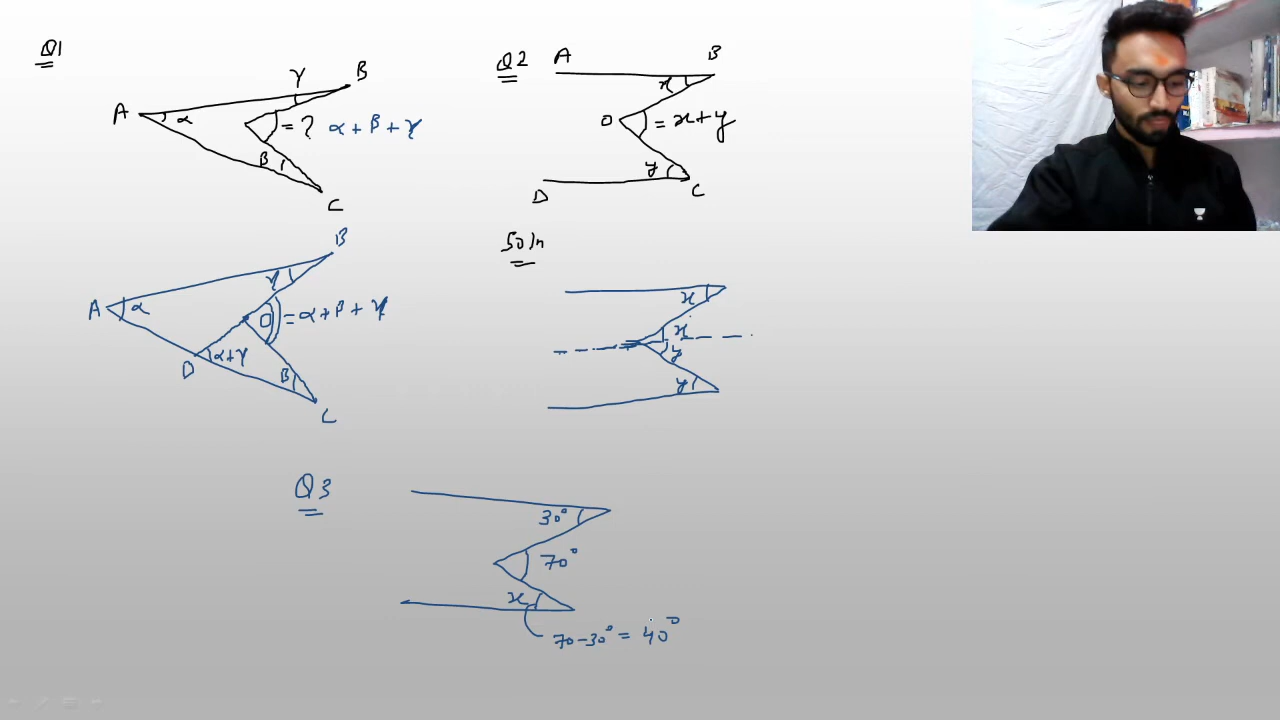 Q1
A
α
γ
B
= ? α + β + γ
β
C
Q2
A
B
x
O
= x + y
y
D
C
Soln
B
γ
A
α
O = α + β + γ
D
α+γ
β
C
x
x
y
y
Q3
30°
70°
x
70-30° = 40°